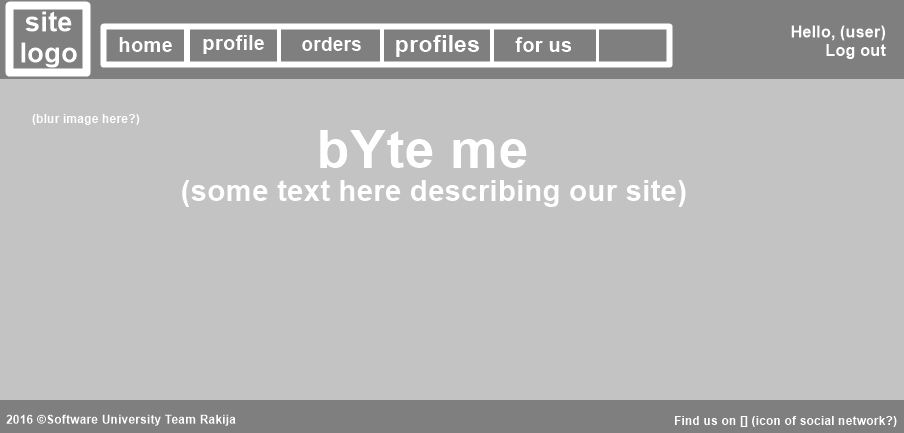 site
logo
home
profile
orders
profiles
for us
Hello, (user)
Log out
(blur image here?)
bYte me
(some text here describing our site)
2016 ©Software University Team Rakija
Find us on [] (icon of social network?)